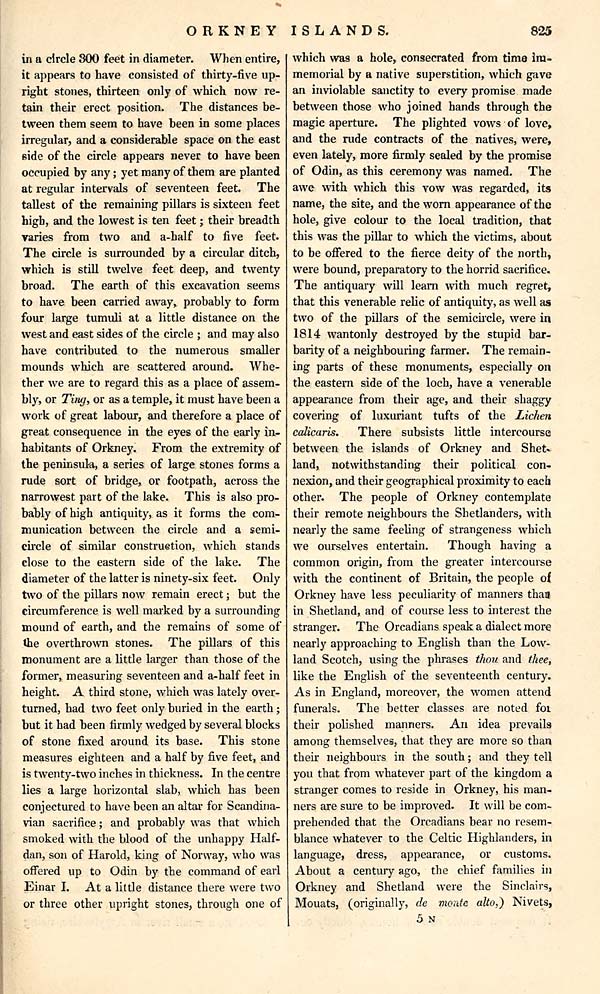 ORKNEY ISLANDS. 825
in a circle 300 feet in diameter. When entire,
it appears to have consisted of thirty-five up-
right stones, thirteen only of which now re-
tain their erect position. The distances be-
tween them seem to have been in some places
irregular, and a considerable space on the east
side of the circle appears never to have been
occupied by any; yet many of them are planted
at regular intervals of seventeen feet. The
tallest of the remaining pillars is sixteen feet
high, and the lowest is ten feet; their breadth
varies from two and a-half to five feet.
The circle is surrounded by a circular ditch,
which is still twelve feet deep, and twenty
broad. The earth of this excavation seems
to have been carried away, probably to form
four large tumuli at a little distance on the
west and east sides of the circle; and may also
have contributed to the numerous smaller
mounds which are scattered around. Whe-
ther we are to regard this as a place of assem-
bly, or Ting, or as a temple, it must have been a
work of great labour, and therefore a place of
great consequence in the eyes of the early in-
habitants of Orkney. From the extremity of
the peninsula, a series of large stones forms a
rude sort of bridge, or footpath, across the
narrowest part of the lake. This is also pro-
bably of high antiquity, as it forms the com-
munication between the circle and a semi-
circle of similar construction, which stands
close to the eastern side of the lake. The
diameter of the latter is ninety-six feet. Only
two of the pillars now remain erect; but the
circumference is well marked by a surrounding
mound of earth, and the remains of some of
the overthrown stones. The pillars of this
monument are a little larger than those of the
former, measuring seventeen and a-half feet in
height. A third stone, which was lately over-
turned, had two feet only buried in the earth;
but it had been firmly wedged by several blocks
of stone fixed around its base. This stone
measures eighteen and a half by five feet, and
is twenty-two inches in thickness. In the centre
lies a large horizontal slab, which has been
conjectured to have been an altar for Scandina-
vian sacrifice; and probably was that which
smoked with the blood of the unhappy Half-
dan, son of Harold, king of Norway, who was
offered up to Odin by the command of earl
Einar I. At a little distance there were two
or three other upright stones, through one of
which was a hole, consecrated from time im-
memorial by a native superstition, which gave
an inviolable sanctity to every promise made
between those who joined hands through the
magic aperture. The plighted vows of love,
and the rude contracts of the natives, were,
even lately, more firmly sealed by the promise
of Odin, as this ceremony was named. The
awe with which this vow was regarded, its
name, the site, and the worn appearance of the
hole, give colour to the local tradition, that
this was the pillar to which the victims, about
to be offered to the fierce deity of the north,
were bound, preparatory to the horrid sacrifice.
The antiquary will learn with much regret,
that this venerable relic of antiquity, as well as
two of the pillars of the semicircle, were in
1814 wantonly destroyed by the stupid bar-
barity of a neighbouring farmer. The remain-
ing parts of these monuments, especially on
the eastern side of the loch, have a venerable
appearance from their age, and their shaggy
covering of luxuriant tufts of the Lichen
calicaris. There subsists little intercourse
between the islands of Orkney and Shet-
land, notwithstanding their political con-
nexion, and their geographical proximity to each
other. The people of Orkney contemplate
their remote neighbours the Shetlanders, with
nearly the same feeling of strangeness which
we ourselves entertain. Though having a
common origin, from the greater intercourse
with the continent of Britain, the people of
Orkney have less peculiarity of manners than
in Shetland, and of course less to interest the
stranger. The Orcadians speak a dialect more
nearly approaching to English than the Low-
land Scotch, using the phrases thou and thee,
like the English of the seventeenth century.
As in England, moreover, the women attend
funerals. The better classes are noted for
their polished manners. An idea prevails
among themselves, that they are more so than
their neighbours in the south; and they tell
you that from whatever part of the kingdom a
stranger comes to reside in Orkney, his man-
ners are sure to be improved. It will be com-
prehended that the Orcadians bear no resem-
blance whatever to the Celtic Highlanders, in
language, dress, appearance, or customs.
About a century ago, the chief families in
Orkney and Shetland were the Sinclairs,
Mouats, (originally, de monte alto,) Nivets,
5 N